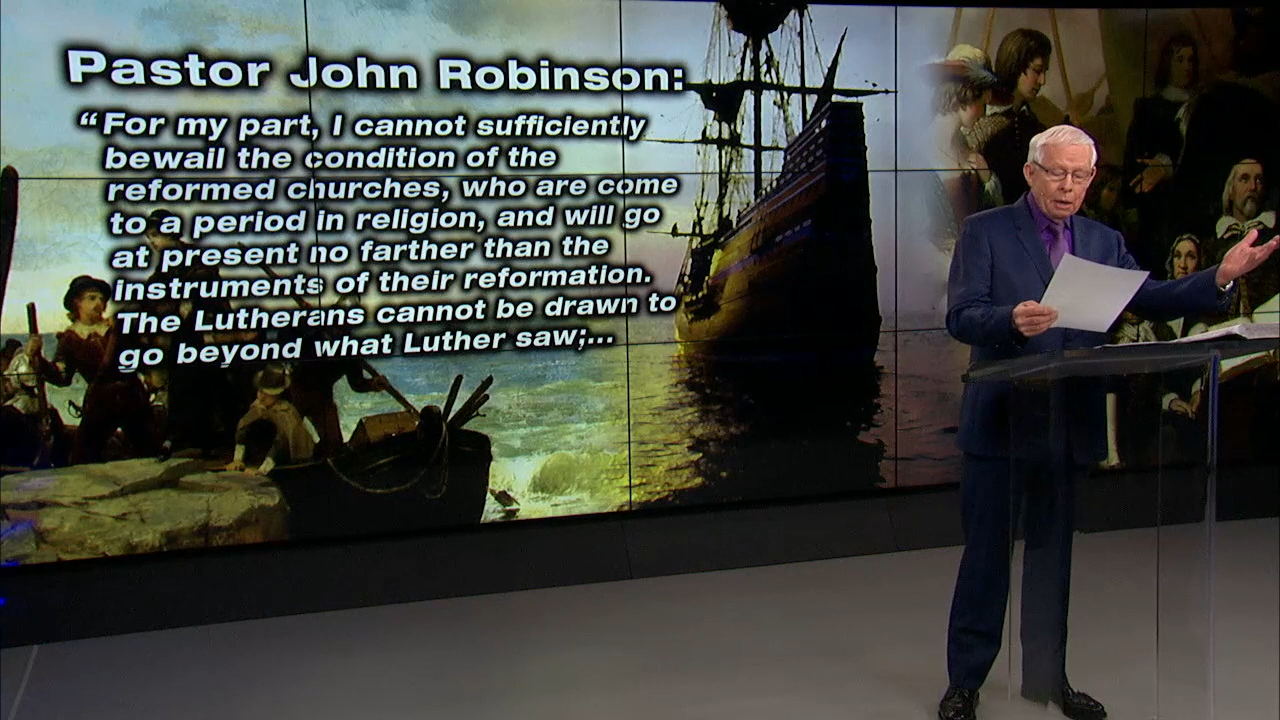 Pastor John Robinson:
“For my part, I cannot sufficiently
bewail the condition of the
reformed churches, who are come
to a period in religion, and will go
at present no farther than the
instruments of their reformation.
The Lutherans cannot be drawn to
go beyond what Luther saw;...